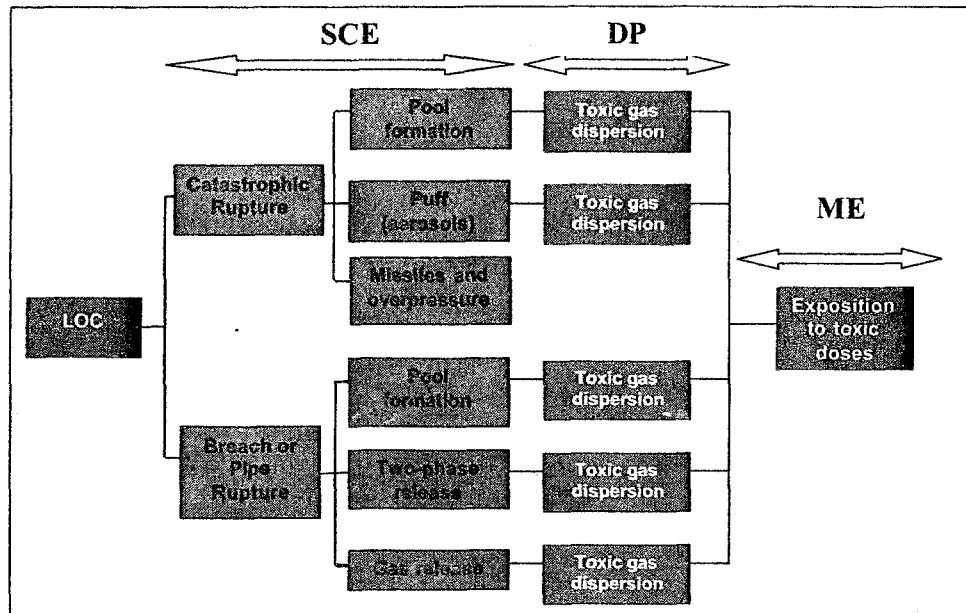 SCE
DP
Pool
formation
Toxic gas
dispersion
Catastrophic
Rupture
Puff
(aerosols)
Toxic gas
dispersion
ME
Missiles and
overpressure
LOC
Exposition
to toxic
doses
Pool
formation
Toxic gas
dispersion
Breach or
Pipe
Rupture
Two-phase
release
Toxic gas
dispersion
Gas release
Toxic gas
dispersion